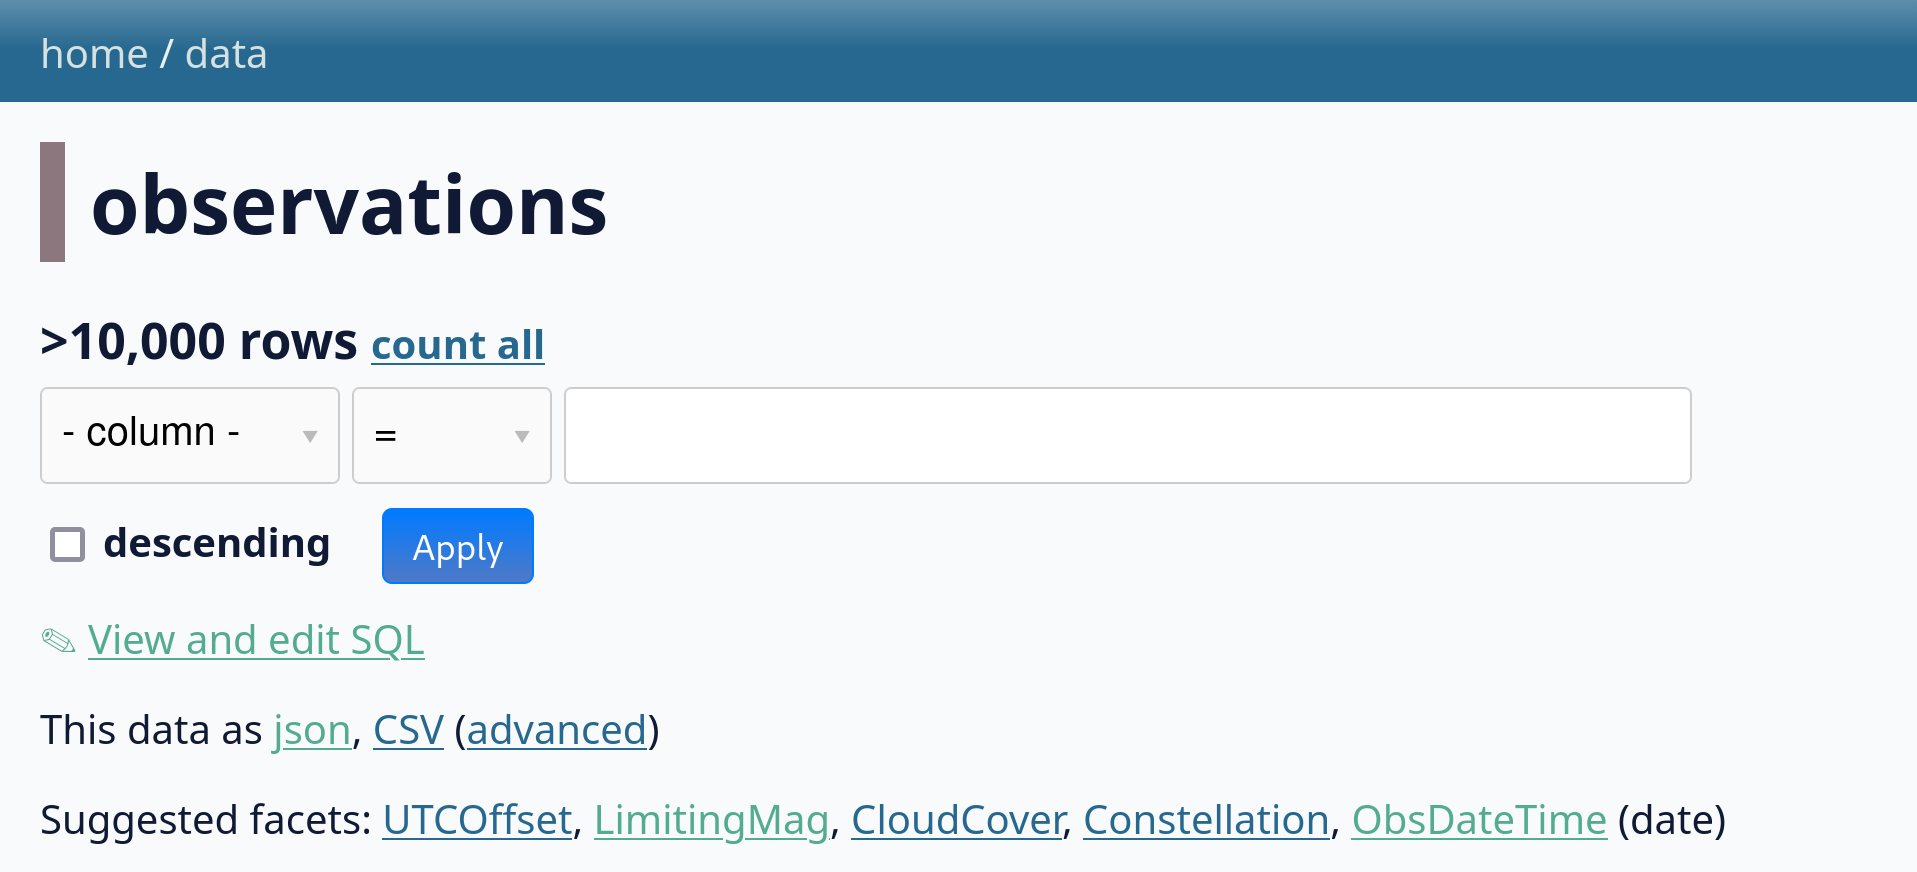 home / data
observations
>10,000 rows count all
- column - ▼ = ▼
descending Apply
✎ View and edit SQL
This data as json, CSV (advanced)
Suggested facets: UTCOffset, LimitingMag, CloudCover, Constellation, ObsDateTime (date)